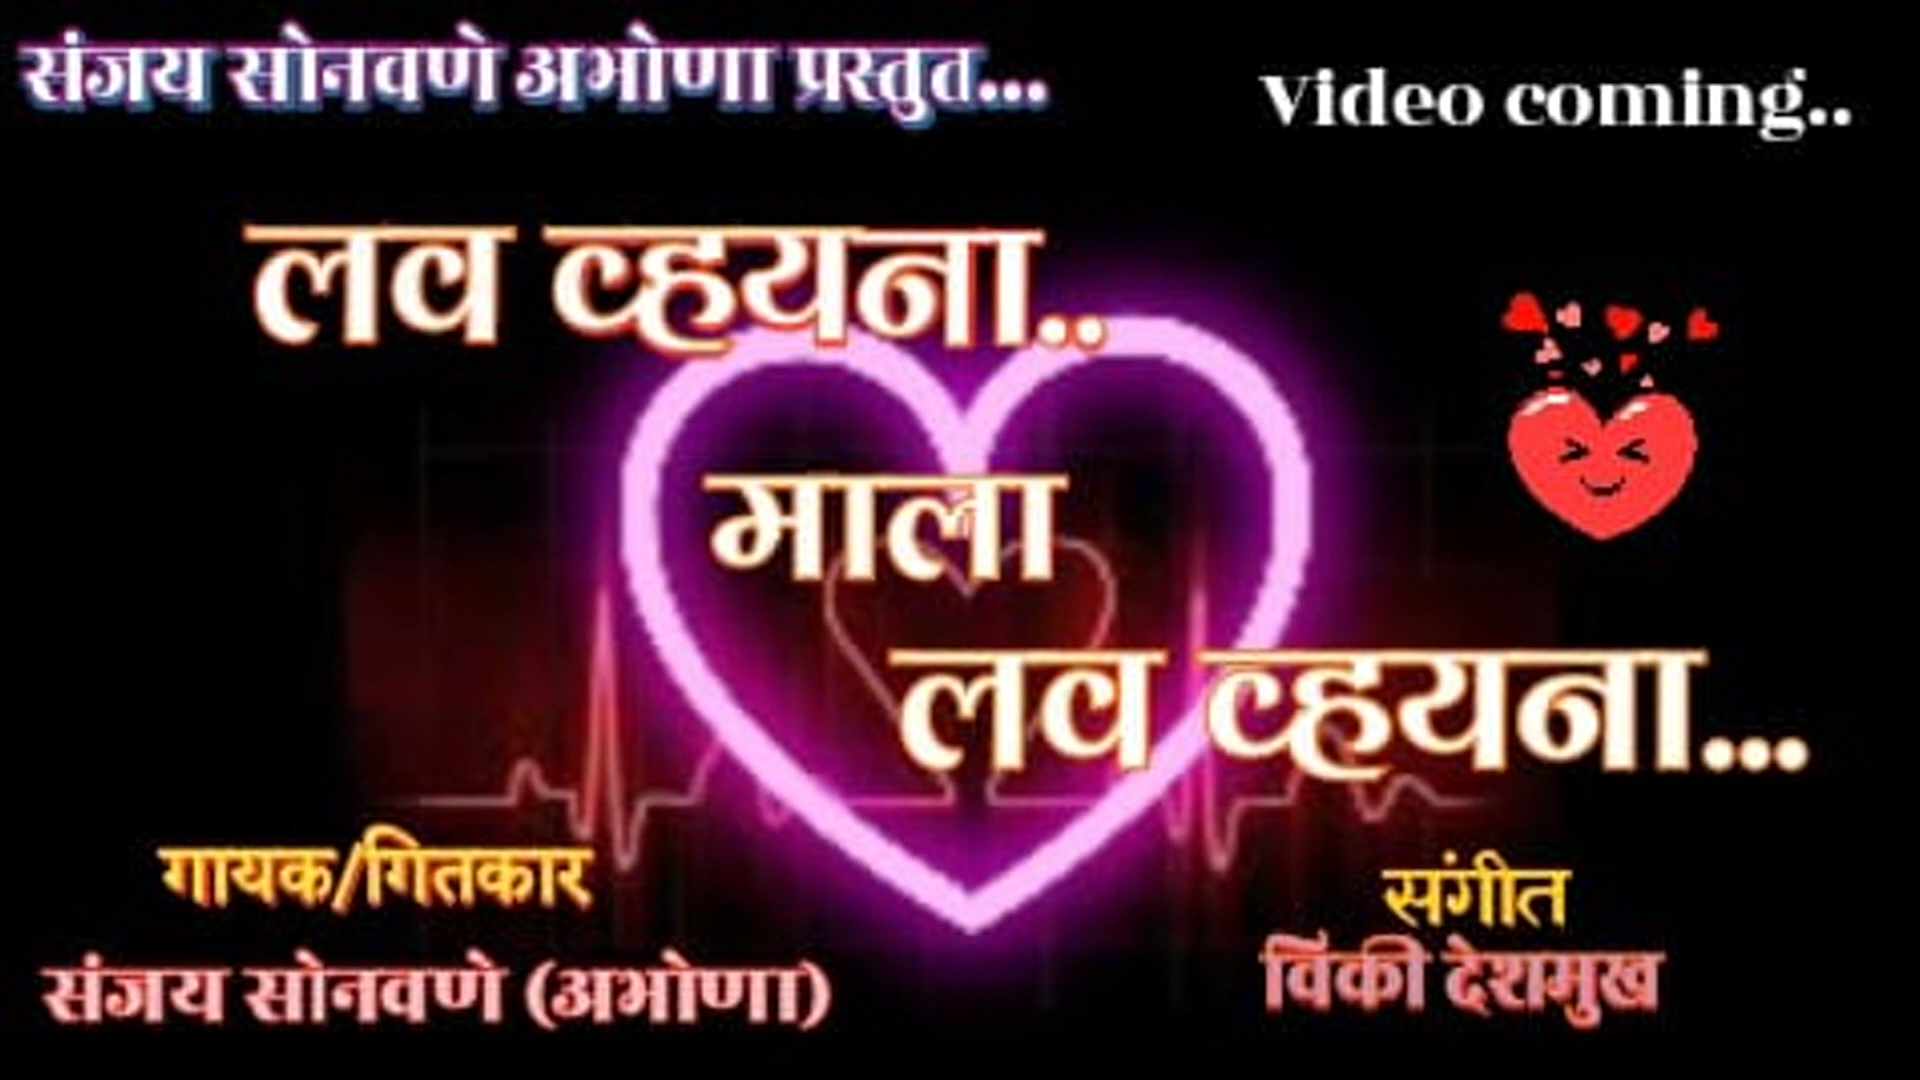 संजय सोनवणे अभोणा प्रस्तुत...
Video coming..
लव व्हयना..
माला
लव व्हयना...
गायक/गितकार
संजय सोनवणे (अभोणा)
संगीत
विकी देशमुख